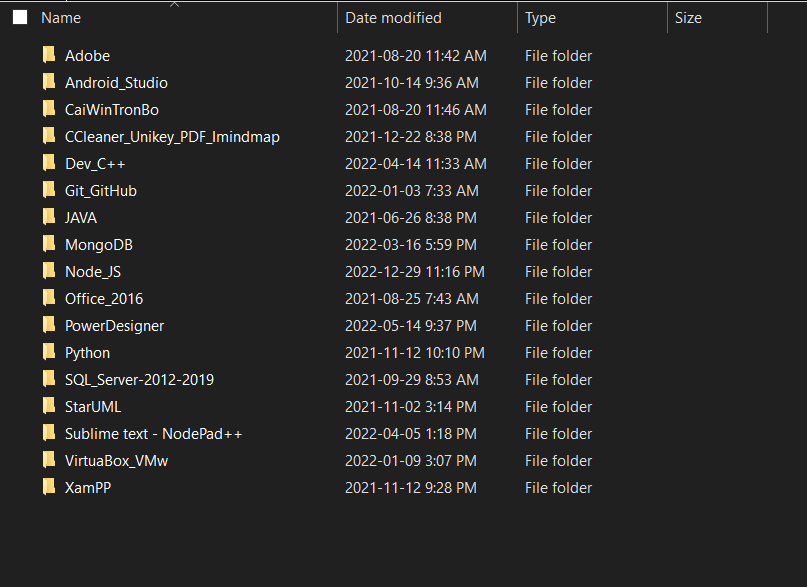 Name Date modified Type Size
Adobe 2021-08-20 11:42 AM File folder
Android_Studio 2021-10-14 9:36 AM File folder
CaiWinTronBo 2021-08-20 11:46 AM File folder
CCleaner_Unikey_PDF_Imindmap 2021-12-22 8:38 PM File folder
Dev_C++ 2022-04-14 11:33 AM File folder
Git_GitHub 2022-01-03 7:33 AM File folder
JAVA 2021-06-26 8:38 PM File folder
MongoDB 2022-03-16 5:59 PM File folder
Node_JS 2022-12-29 11:16 PM File folder
Office_2016 2021-08-25 7:43 AM File folder
PowerDesigner 2022-05-14 9:37 PM File folder
Python 2021-11-12 10:10 PM File folder
SQL_Server-2012-2019 2021-09-29 8:53 AM File folder
StarUML 2021-11-02 3:14 PM File folder
Sublime text - NodePad++ 2022-04-05 1:18 PM File folder
VirtuaBox_VMw 2022-01-09 3:07 PM File folder
XamPP 2021-11-12 9:28 PM File folder